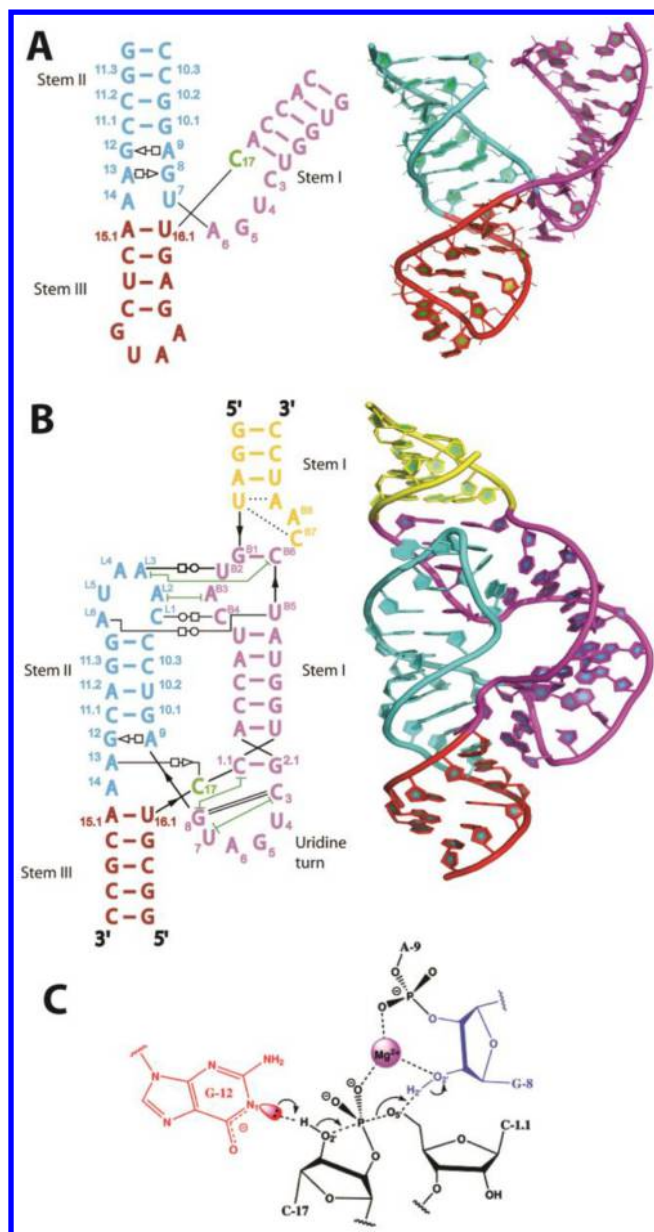 A
Stem II
G – C
11.3 G – C 10.3
11.2 C – G 10.2
11.1 C – G 10.1
12 G A 9
13 A G 8
14 A U 7
15.1 A – U 16.1
C – G
Stem III
U – A
C – G
G A
U A
C17
A C C A C
G
U G G U C3
U4
G5
A6
Stem I
B
5' 3'
G – C
G – C
A – U
U A
A B8
C B7
Stem I
G B1 – C B6
U B2
A B3
C B4
U B5
L4 L3
A A
L5 U
A L2
L6 A
C L1
G – C
11.3 G – C 10.3
11.2 A – U 10.2
11.1 C – G 10.1
12 G A 9
13 A
14 A
Stem II
U – A
A – U
C – G
C – G
A – U
1.1 C G 2.1
Stem I
C17
C 3
G 8
U 7
A 6
G 5
U 4
Uridine turn
15.1 A – U 16.1
C – G
Stem III
G – C
C – G
C – G
3' 5'
C
A-9
O
O
P
⊖
O
O
Mg2+
O2'
H2'
O
G-8
N
N
NH2
G-12
N
N
N1
⊖
O
H
O2'
⊖
O
O
P
O5'
C-1.1
O
O
O
O
OH
C-17